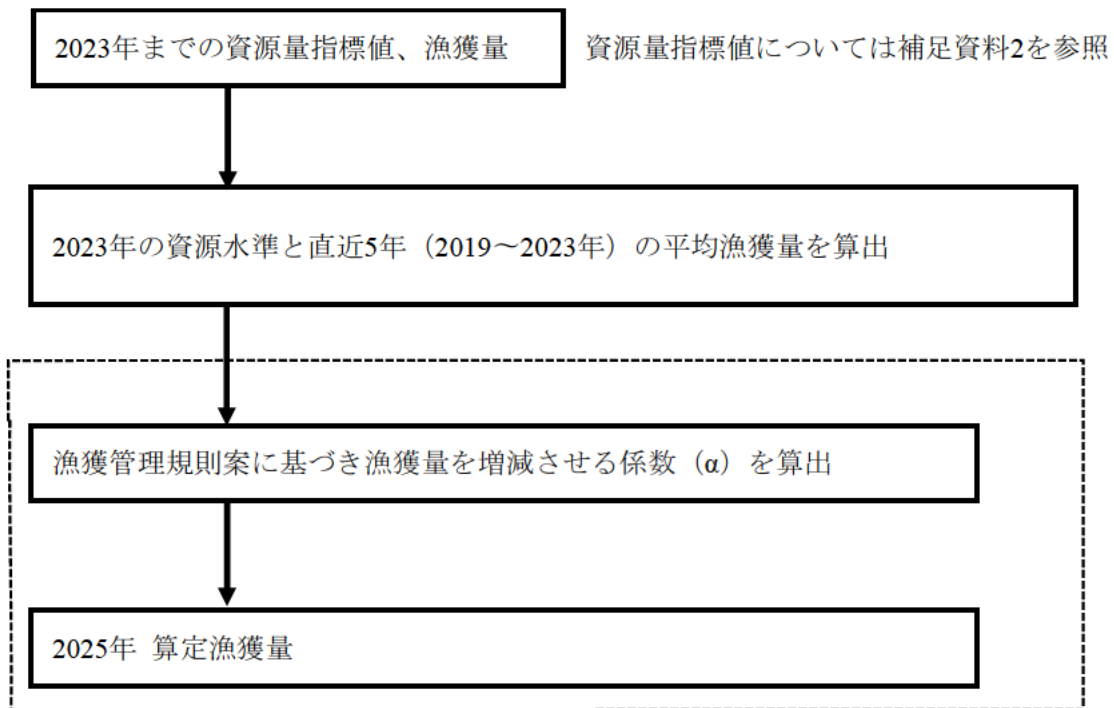 2023年までの資源量指標値、漁獲量
資源量指標値については補足資料2を参照
2023年の資源水準と直近5年（2019～2023年）の平均漁獲量を算出
漁獲管理規則案に基づき漁獲量を増減させる係数（α）を算出
2025年 算定漁獲量